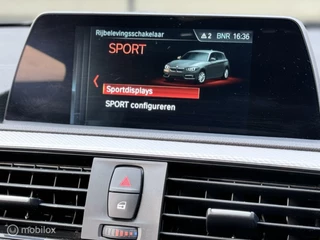 Rijbelevingsschakelaar
2 BNR 16:36
SPORT
Sportdisplays
SPORT configureren
mobilox